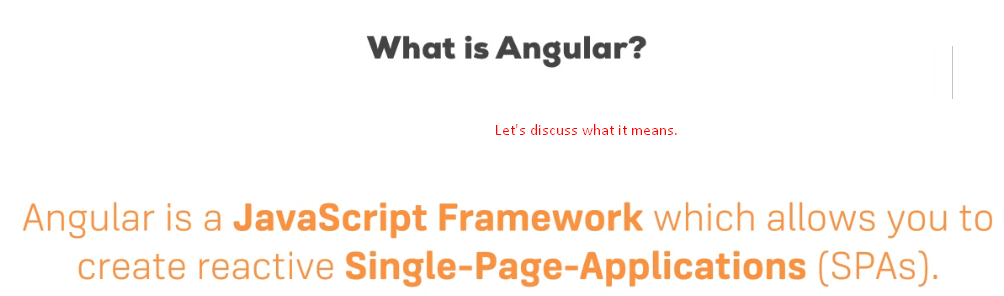 What is Angular?
Let's discuss what it means.
Angular is a JavaScript Framework which allows you to
create reactive Single-Page-Applications (SPAs).